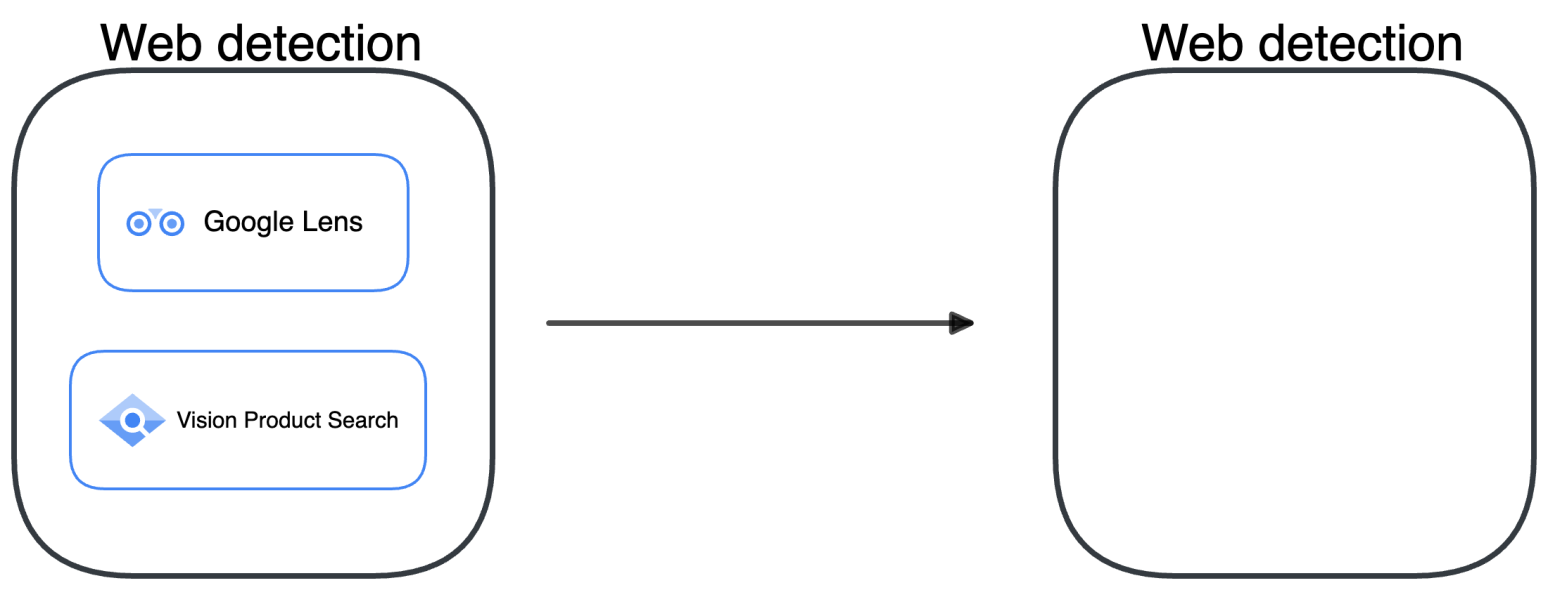 Web detection
Web detection
Google Lens
Vision Product Search